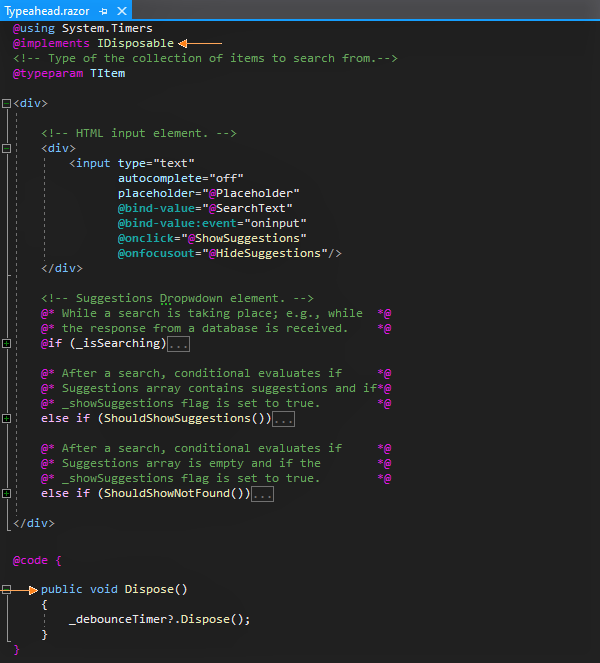 Typeahead.razor
@using System.Timers
@implements IDisposable
<!-- Type of the collection of items to search from.-->
@typeparam TItem
<div>
<!-- HTML input element. -->
<div>
<input type="text"
autocomplete="off"
placeholder="@Placeholder"
@bind-value="@SearchText"
@bind-value:event="oninput"
@onclick="@ShowSuggestions"
@onfocusout="@HideSuggestions"/>
</div>
<!-- Suggestions Dropwdown element. -->
@* While a search is taking place; e.g., while *@
@* the response from a database is received. *@
@if (_isSearching)...
@* After a search, conditional evaluates if *@
@* Suggestions array contains suggestions and if*@
@* _showSuggestions flag is set to true. *@
else if (ShouldShowSuggestions())...
@* After a search, conditional evaluates if *@
@* Suggestions array is empty and if the *@
@* _showSuggestions flag is set to true. *@
else if (ShouldShowNotFound())...
</div>
@code {
public void Dispose()
{
_debounceTimer?.Dispose();
}
}